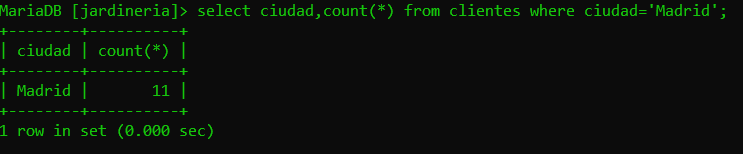 MariaDB [jardineria]> select ciudad,count(*) from clientes where ciudad='Madrid';
+--------+----------+
| ciudad | count(*) |
+--------+----------+
| Madrid |       11 |
+--------+----------+
1 row in set (0.000 sec)